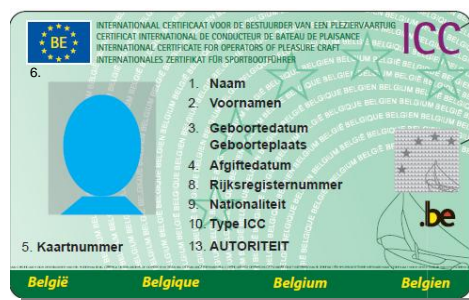 BE
INTERNATIONAAL CERTIFICAAT VOOR DE BESTUURDER VAN EEN PLEZIERVAARTUIG
CERTIFICAT INTERNATIONAL DE CONDUCTEUR DE BATEAU DE PLAISANCE
INTERNATIONAL CERTIFICATE FOR OPERATORS OF PLEASURE CRAFT
INTERNATIONALES ZERTIFIKAT FÜR SPORTBOOTFÜHRER
ICC
6.
1. Naam
2. Voornamen
3. Geboortedatum
Geboorteplaats
4. Afgiftedatum
8. Rijksregisternummer
9. Nationaliteit
10. Type ICC
.be
5. Kaartnummer
13. AUTORITEIT
België Belgique Belgium Belgien